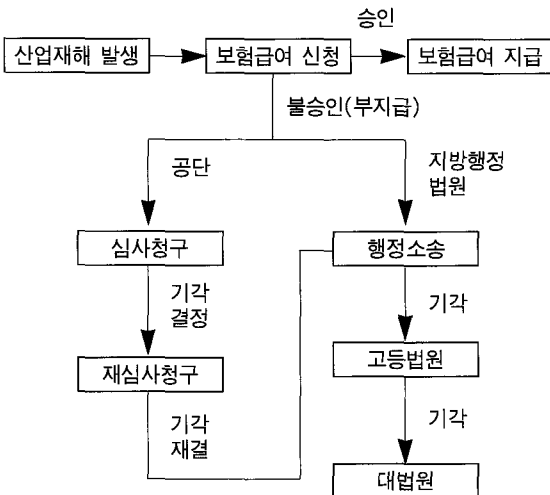 승인
산업재해 발생
보험급여 신청
보험급여 지급
불승인(부지급)
공단
지방행정
법원
심사청구
행정소송
기각
결정
기각
재심사청구
고등법원
기각
재결
기각
대법원